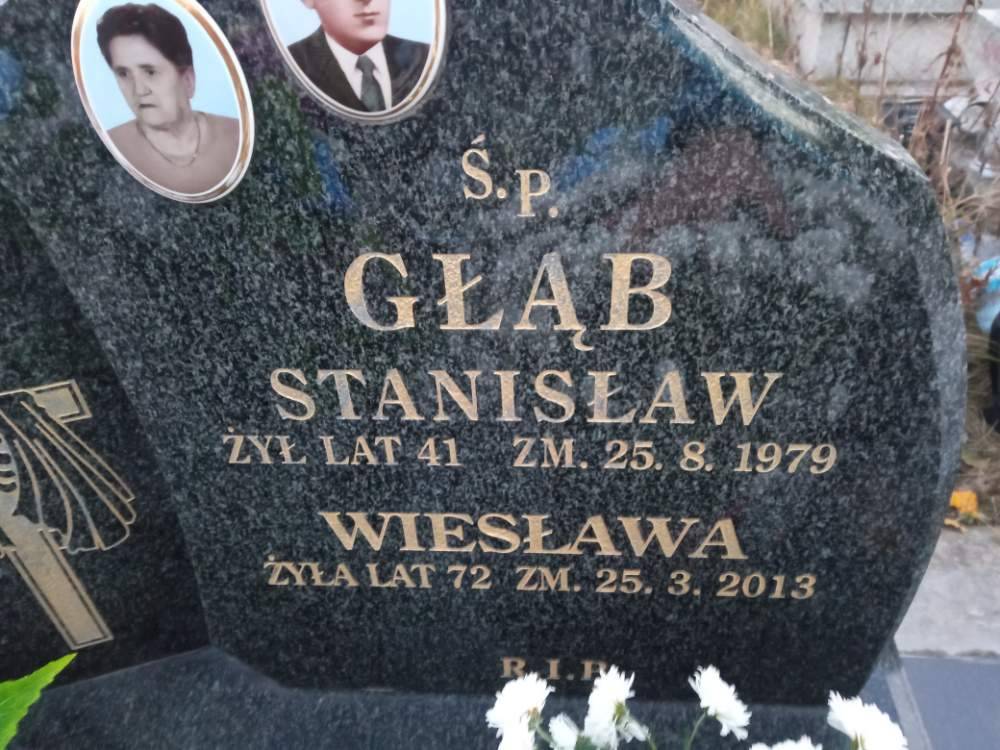 Ś.P.
GŁĄB
STANISŁAW
ŻYŁ LAT 41 ZM. 25. 8. 1979
WIESŁAWA
ŻYŁA LAT 72 ZM. 25. 3. 2013
R.I.P.